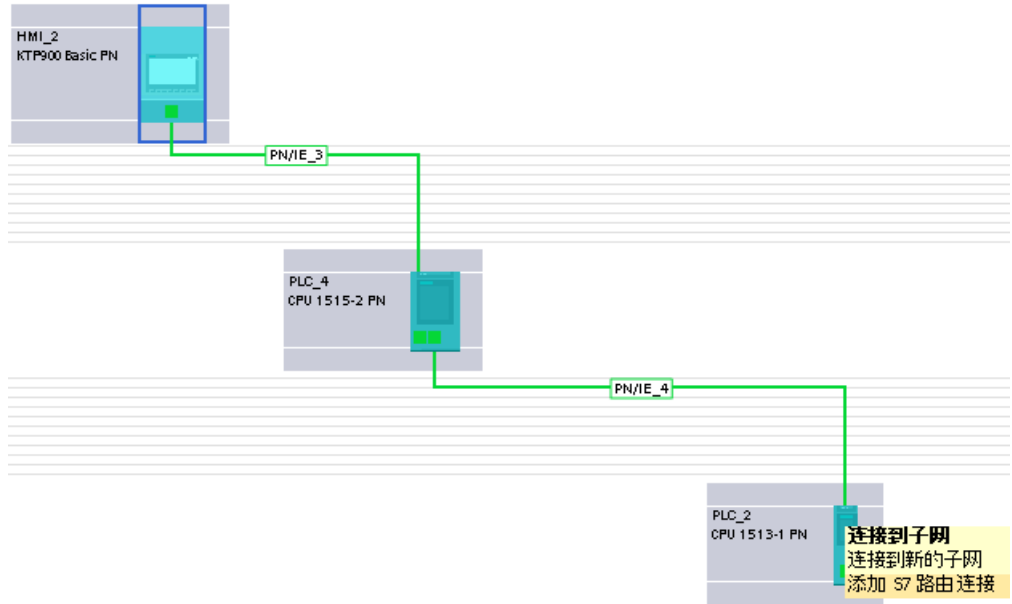 HMI_2
KTP900 Basic PN
PN/IE_3
PLC_4
CPU 1515-2 PN
PN/IE_4
PLC_2
CPU 1513-1 PN
连接到子网
连接到新的子网
添加 S7 路由连接